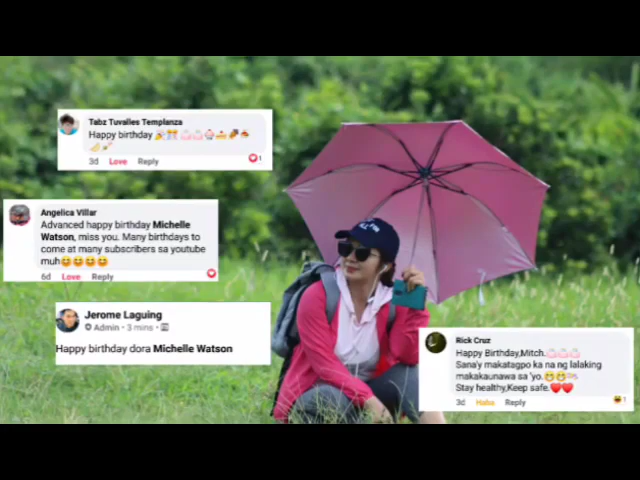 Tabz Tuvalles Templanza
Happy birthday 🎉🎊🎂🎂
3d Love Reply
1
Angelica Villar
Advanced happy birthday Michelle
Watson, miss you. Many birthdays to
come at many subscribers sa youtube
muh😄😄😄😄
6d Love Reply
Jerome Laguing
Admin • 3 mins •
Happy birthday dora Michelle Watson
Rick Cruz
Happy Birthday,Mitch.🎂🎂🎂
Sana'y makatagpo ka na ng lalaking
makakaunawa sa 'yo.😁😁
Stay healthy,Keep safe.❤❤
3d Haha Reply
1